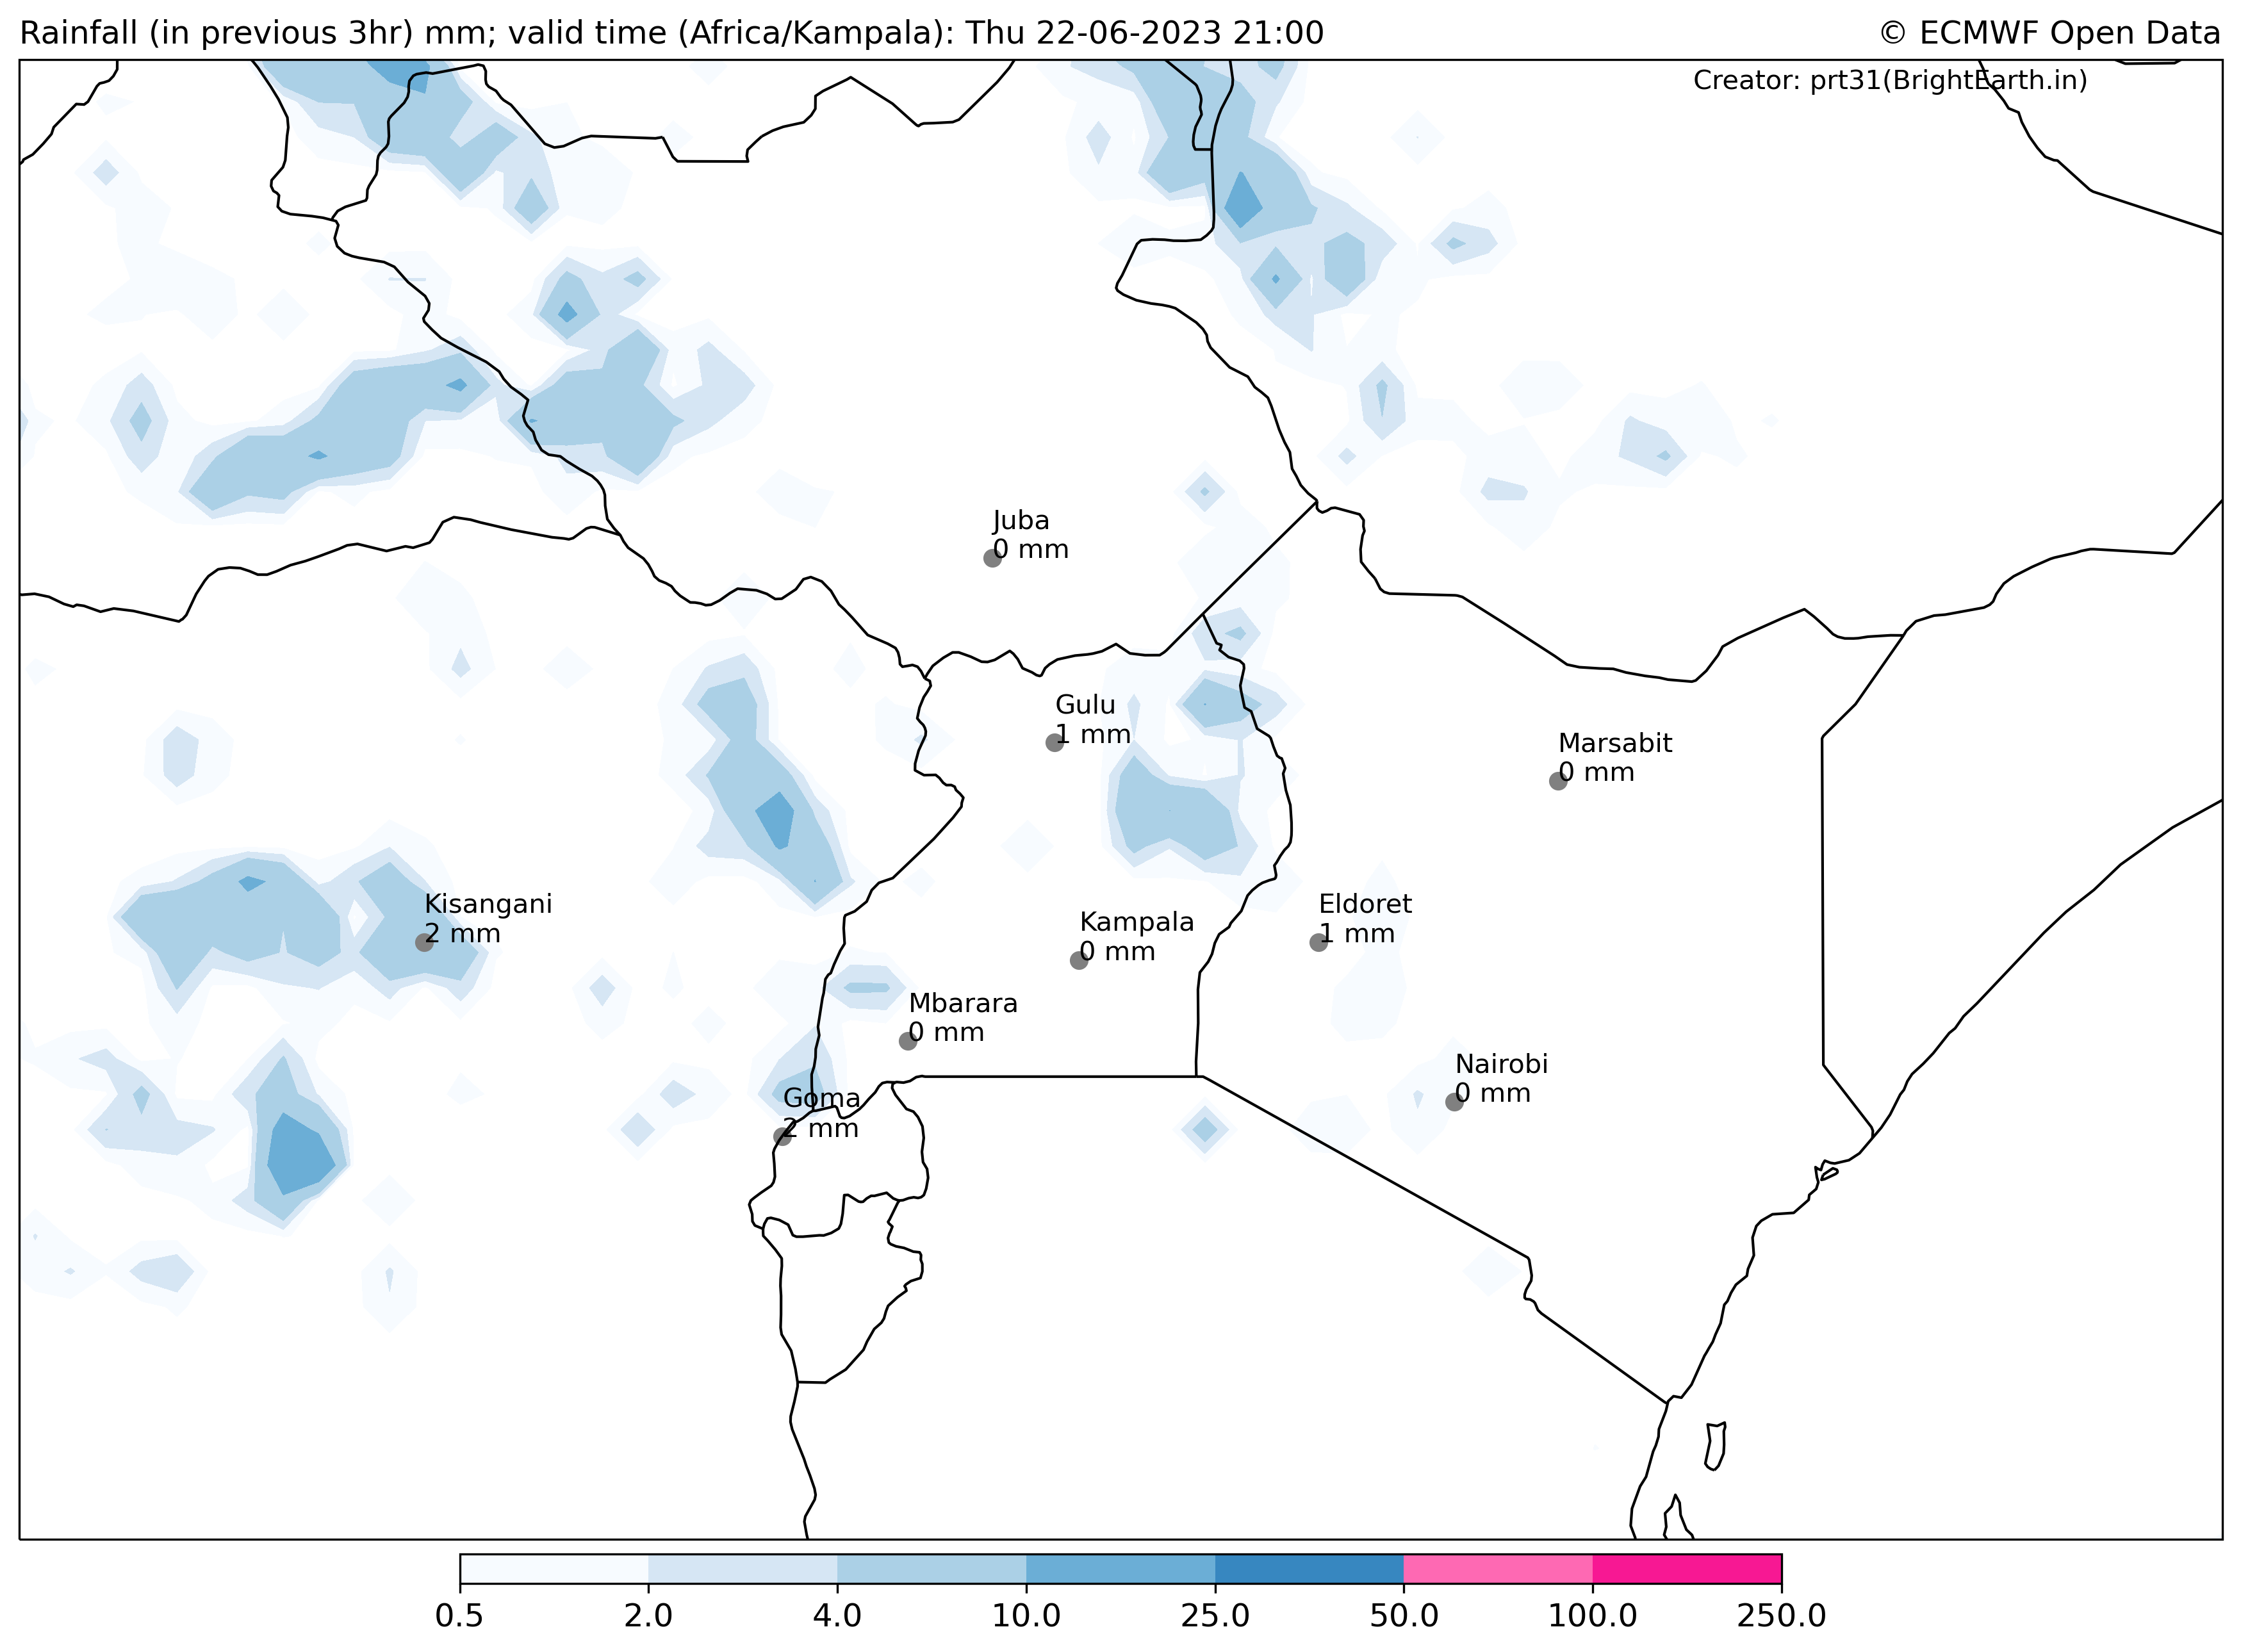 Rainfall (in previous 3hr) mm; valid time (Africa/Kampala): Thu 22-06-2023 21:00
© ECMWF Open Data
Creator: prt31(BrightEarth.in)
Juba
0 mm
Gulu
1 mm
Marsabit
0 mm
Kisangani
2 mm
Eldoret
1 mm
Kampala
0 mm
Mbarara
0 mm
Nairobi
0 mm
Goma
2 mm
0.5 2.0 4.0 10.0 25.0 50.0 100.0 250.0